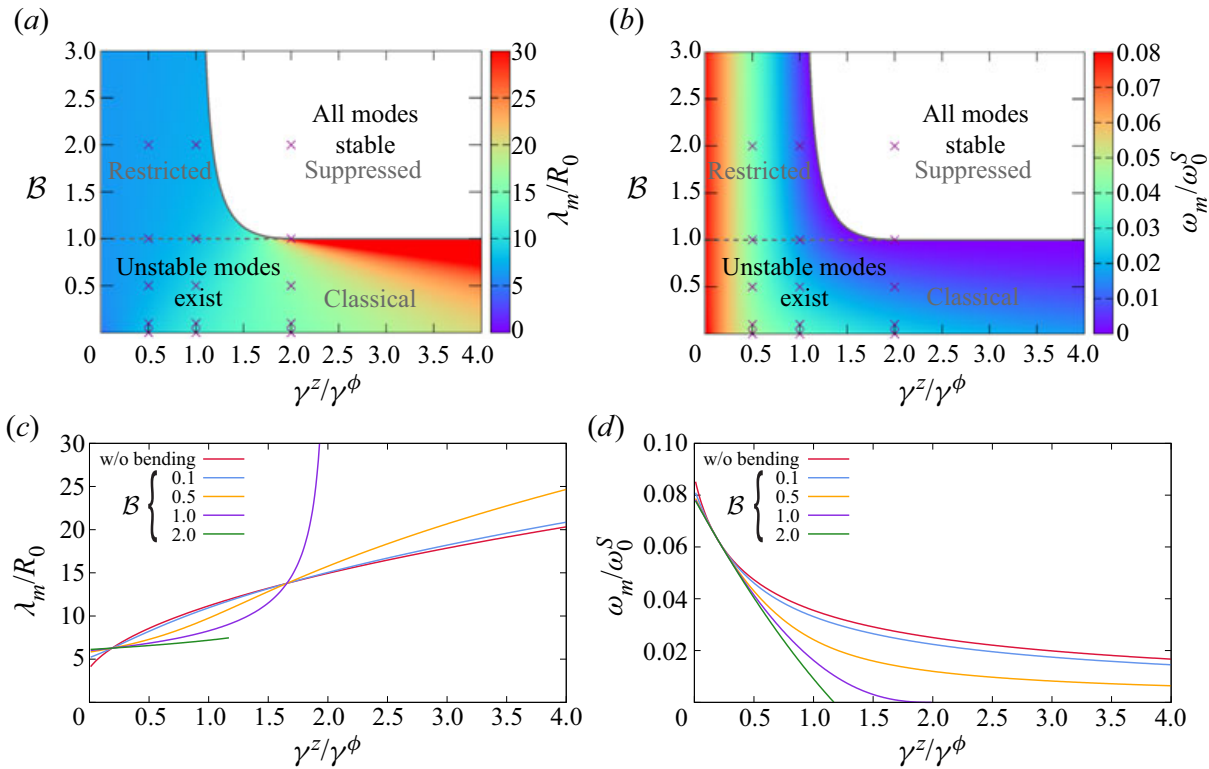 (a)
3.0
2.5
2.0
1.5
1.0
0.5
0
0.5
1.0
1.5
2.0
2.5
3.0
3.5
4.0
ℬ
γ^z/γ^ϕ
All modes
stable
Suppressed
Restricted
Unstable modes
exist
Classical
30
25
20
15
10
5
0
λ_m/R_0
(b)
3.0
2.5
2.0
1.5
1.0
0.5
0
0.5
1.0
1.5
2.0
2.5
3.0
3.5
4.0
ℬ
γ^z/γ^ϕ
All modes
stable
Suppressed
Restricted
Unstable modes
exist
Classical
0.08
0.07
0.06
0.05
0.04
0.03
0.02
0.01
0
ω_m/ω_0^S
(c)
30
25
20
15
10
5
0
0.5
1.0
1.5
2.0
2.5
3.0
3.5
4.0
λ_m/R_0
γ^z/γ^ϕ
w/o bending
ℬ { 0.1
0.5
1.0
2.0
(d)
0.10
0.08
0.06
0.04
0.02
0
0.5
1.0
1.5
2.0
2.5
3.0
3.5
4.0
ω_m/ω_0^S
γ^z/γ^ϕ
w/o bending
ℬ { 0.1
0.5
1.0
2.0